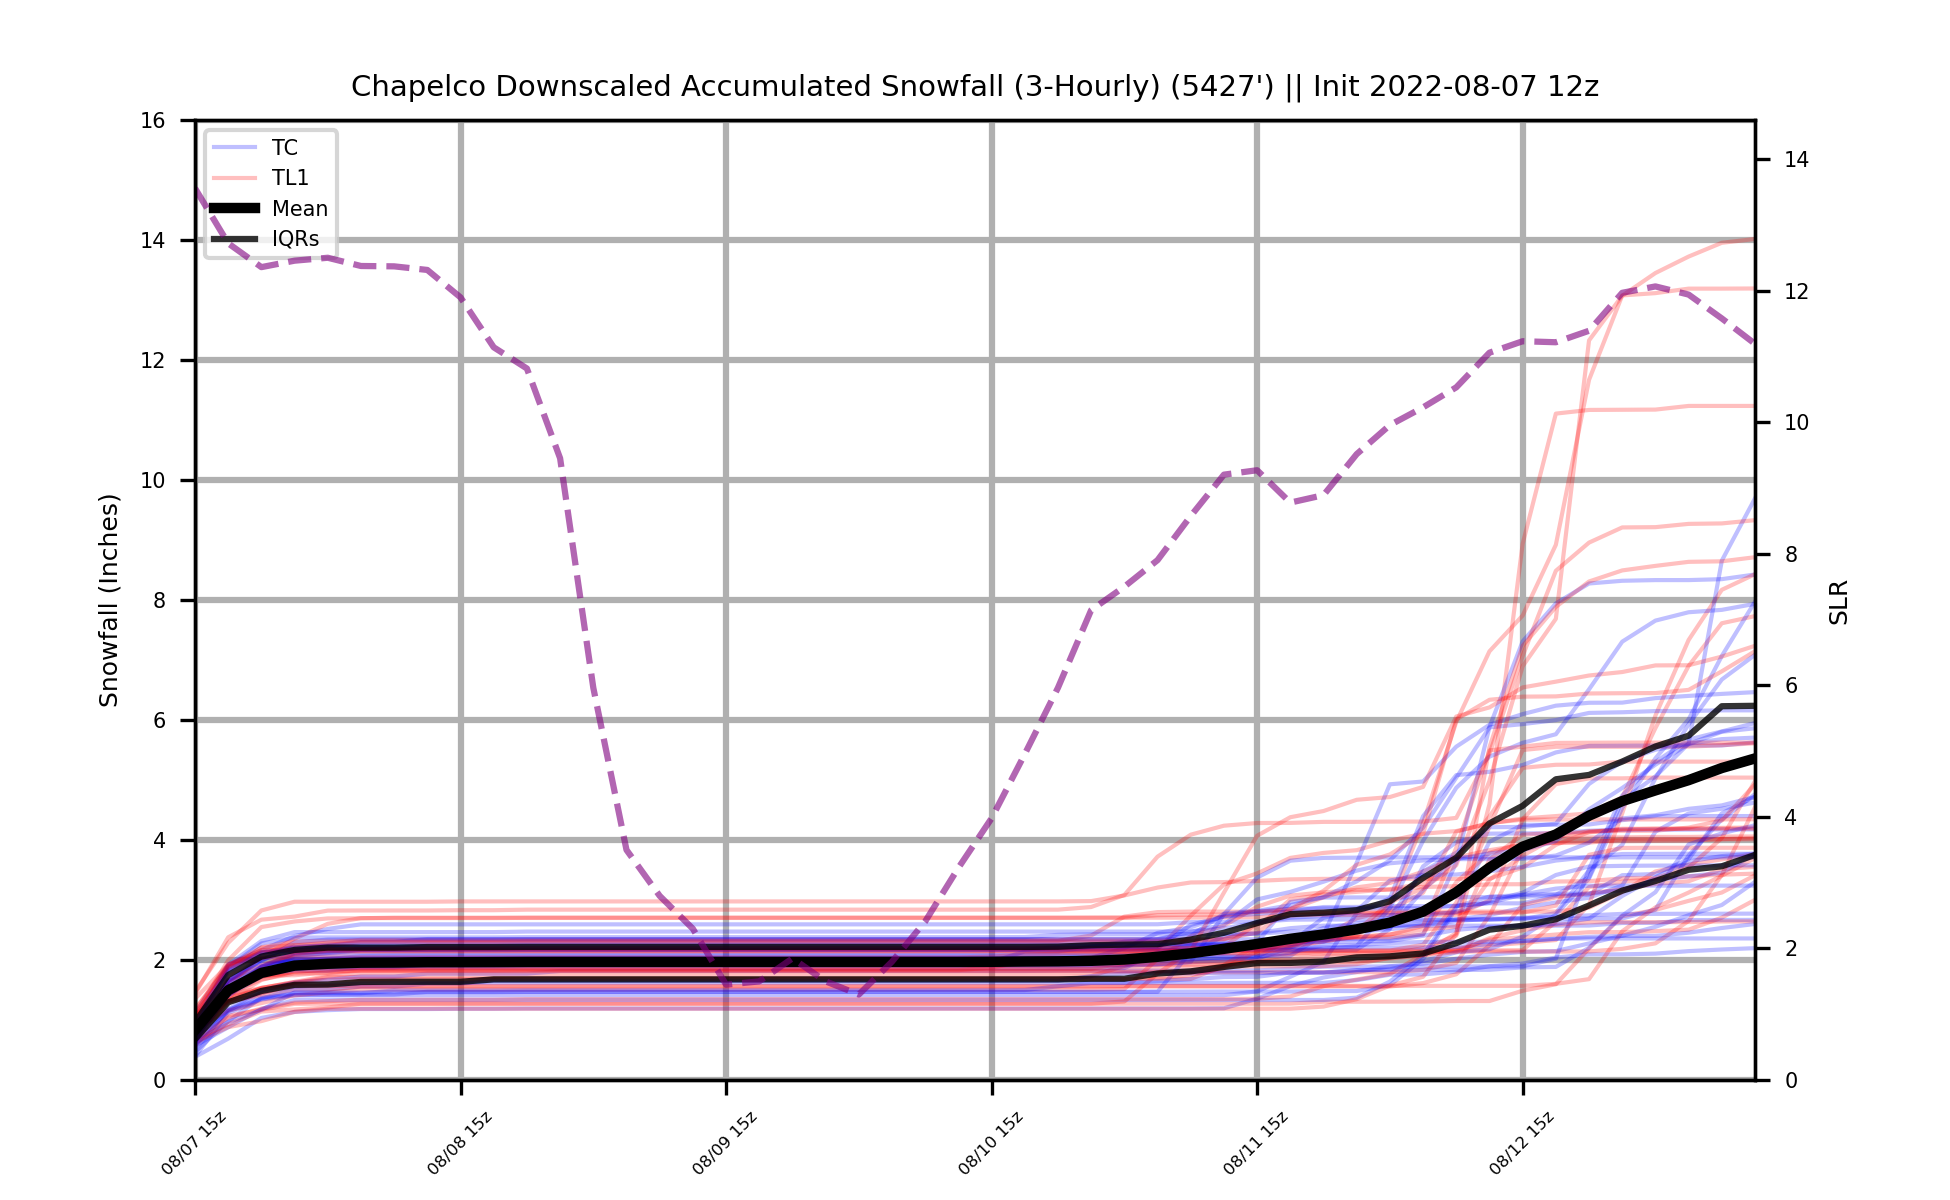 Chapelco Downscaled Accumulated Snowfall (3-Hourly) (5427') || Init 2022-08-07 12z
TC
TL1
Mean
IQRs
Snowfall (Inches)
16
14
12
10
8
6
4
2
0
SLR
14
12
10
8
6
4
2
0
08/07 15z
08/08 15z
08/09 15z
08/10 15z
08/11 15z
08/12 15z